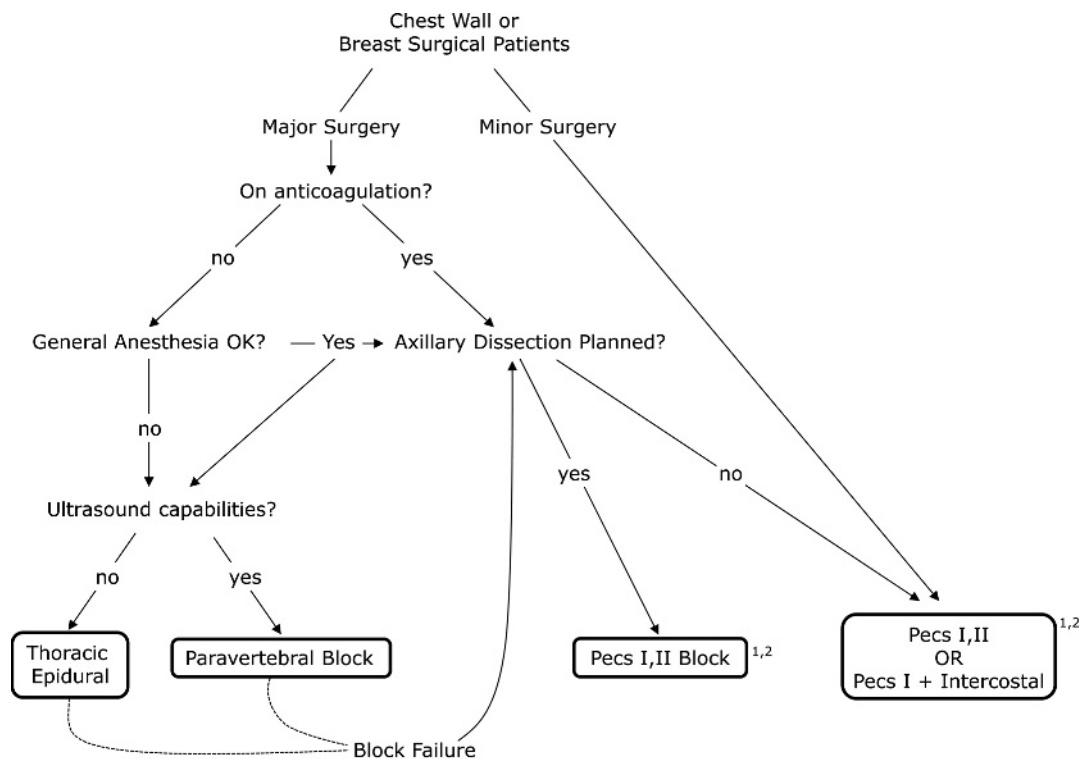 Chest Wall or
Breast Surgical Patients
Major Surgery
Minor Surgery
On anticoagulation?
no
yes
General Anesthesia OK?
Yes
Axillary Dissection Planned?
no
yes
no
Ultrasound capabilities?
no
yes
Thoracic
Epidural
Paravertebral Block
Pecs I,II Block 1,2
Pecs I,II 1,2
OR
Pecs I + Intercostal
Block Failure